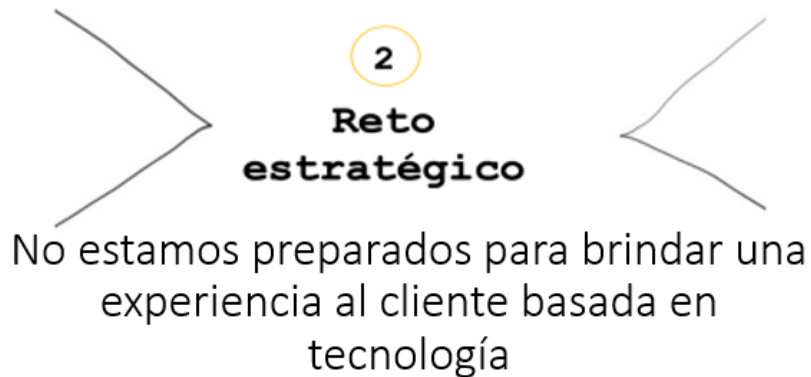 2
Reto
estratégico
No estamos preparados para brindar una
experiencia al cliente basada en
tecnología